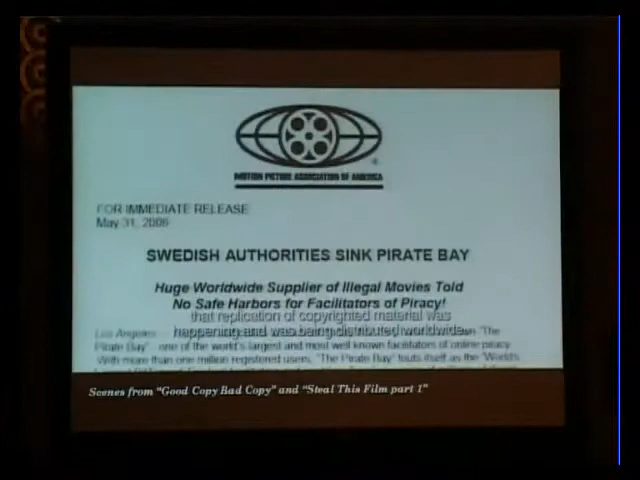 MOTION PICTURE ASSOCIATION OF AMERICA
FOR IMMEDIATE RELEASE
May 31, 2006
SWEDISH AUTHORITIES SINK PIRATE BAY
Huge Worldwide Supplier of Illegal Movies Told
No Safe Harbors for Facilitators of Piracy!
that replication of copyrighted material was
happening and was being distributed worldwide
Los Angeles "The
Pirate Bay" - one of the world's largest and most well known facilitators of online piracy.
With more than one million registered users, "The Pirate Bay" touts itself as the "World's
Scenes from "Good Copy Bad Copy" and "Steal This Film part 1"